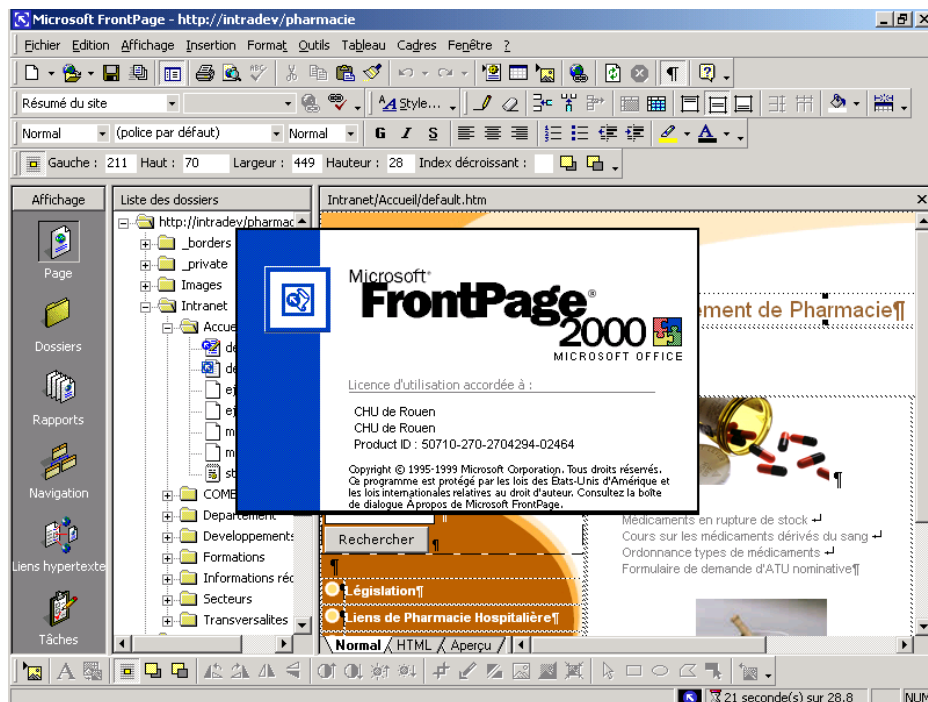 Microsoft FrontPage - http://intradev/pharmacie
Fichier Edition Affichage Insertion Format Outils Tableau Cadres Fenêtre ?
Résumé du site
Style...
Normal (police par défaut) Normal G I S
Gauche : 211 Haut : 70 Largeur : 449 Hauteur : 28 Index décroissant :
Affichage
Page
Dossiers
Rapports
Navigation
Liens hypertexte
Tâches
Liste des dossiers
http://intradev/pharmac
_borders
_private
Images
Intranet
Accue
de
de
ej
ej
m
m
st
COME
Departement
Developpements
Formations
Informations réc
Secteurs
Transversalites
Intranet/Accueil/default.htm
ement de Pharmacie¶
Microsoft
FrontPage
2000
MICROSOFT OFFICE
Licence d'utilisation accordée à :
CHU de Rouen
CHU de Rouen
Product ID : 50710-270-2704294-02464
Copyright © 1995-1999 Microsoft Corporation. Tous droits réservés.
Ce programme est protégé par les lois des Etats-Unis d'Amérique et
les lois internationales relatives au droit d'auteur. Consultez la boîte
de dialogue À propos de Microsoft FrontPage.
Rechercher
Législation¶
Liens de Pharmacie Hospitalière¶
Médicaments en rupture de stock
Cours sur les médicaments dérivés du sang
Ordonnance types de médicaments
Formulaire de demande d'ATU nominative¶
Normal HTML Aperçu
21 seconde(s) sur 28.8
NUM